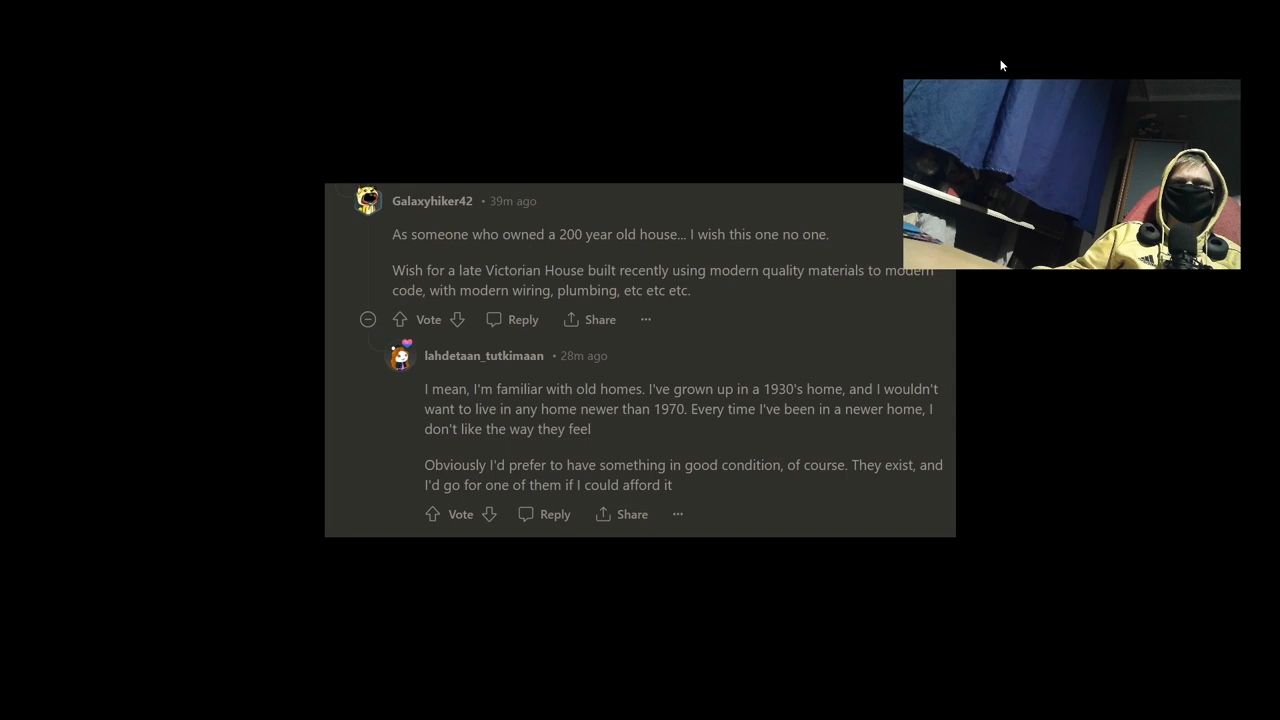 Galaxyhiker42 • 39m ago
As someone who owned a 200 year old house... I wish this one no one.
Wish for a late Victorian House built recently using modern quality materials to modern
code, with modern wiring, plumbing, etc etc etc.
Vote Reply Share ...
lahdetaan_tutkimaan • 28m ago
I mean, I'm familiar with old homes. I've grown up in a 1930's home, and I wouldn't
want to live in any home newer than 1970. Every time I've been in a newer home, I
don't like the way they feel
Obviously I'd prefer to have something in good condition, of course. They exist, and
I'd go for one of them if I could afford it
Vote Reply Share ...